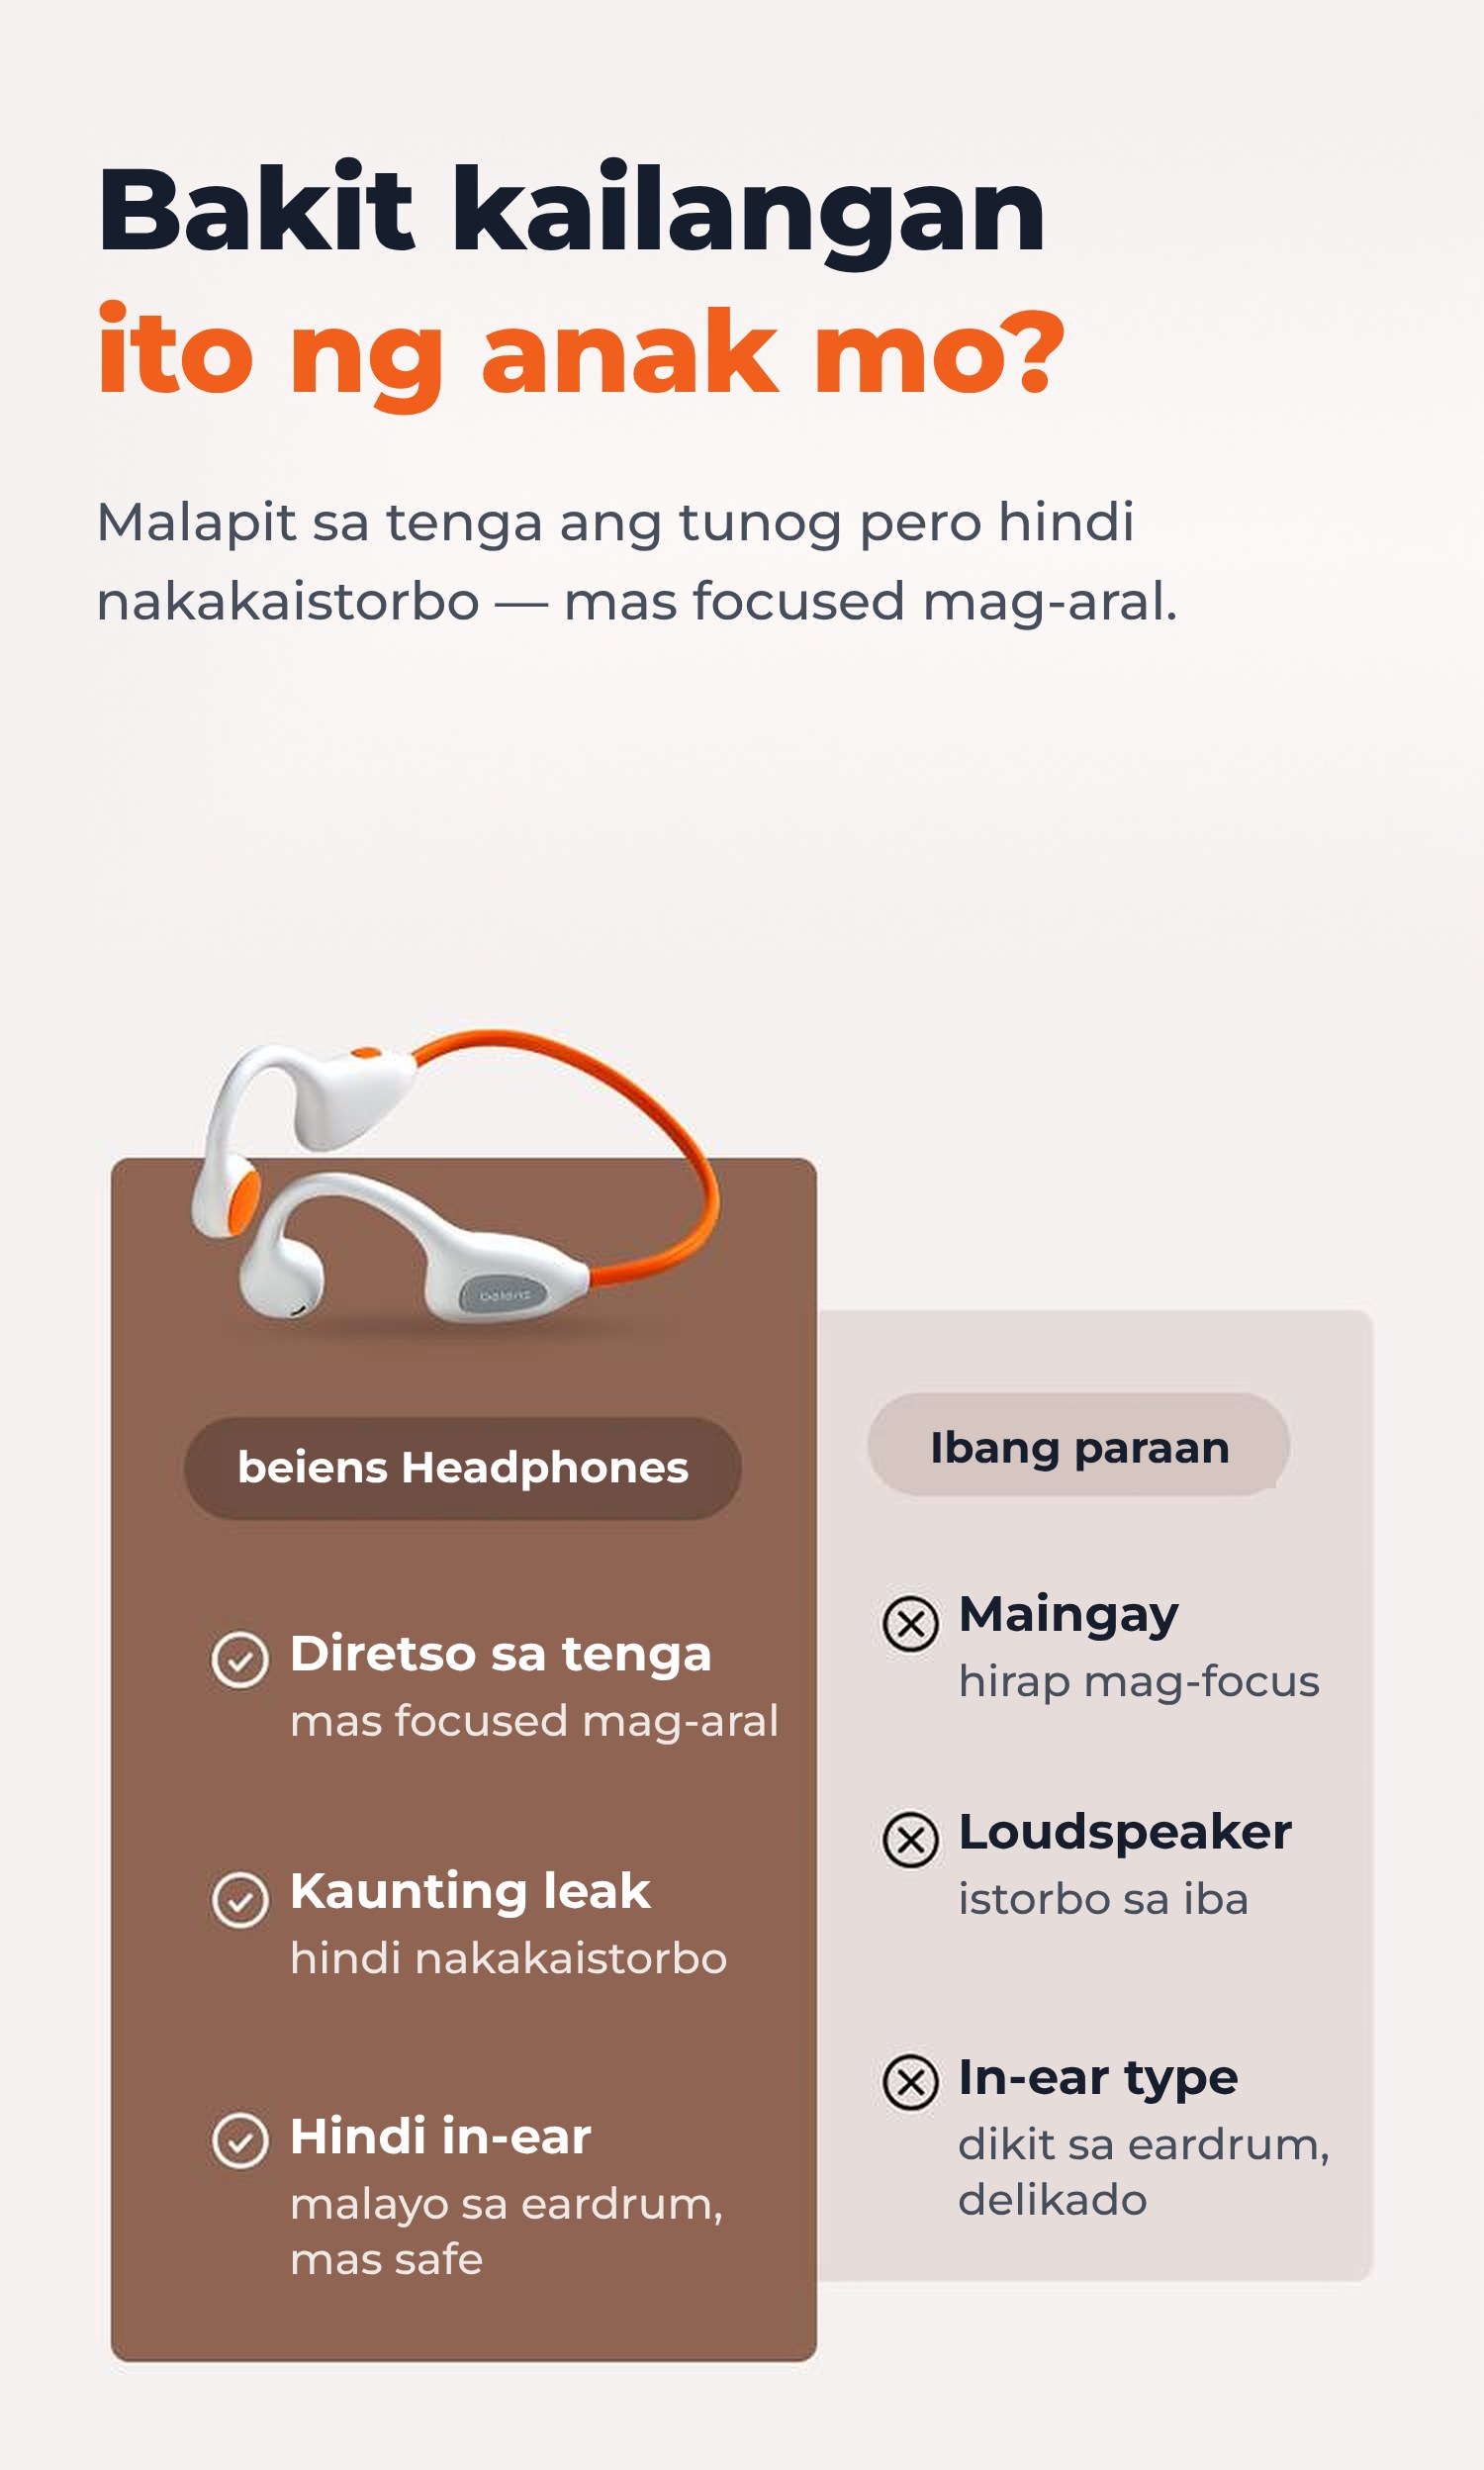 Bakit kailangan
ito ng anak mo?
Malapit sa tenga ang tunog pero hindi
nakakaistorbo — mas focused mag-aral.
beiens Headphones
Diretso sa tenga
mas focused mag-aral
Kaunting leak
hindi nakakaistorbo
Hindi in-ear
malayo sa eardrum,
mas safe
Ibang paraan
Maingay
hirap mag-focus
Loudspeaker
istorbo sa iba
In-ear type
dikit sa eardrum,
delikado